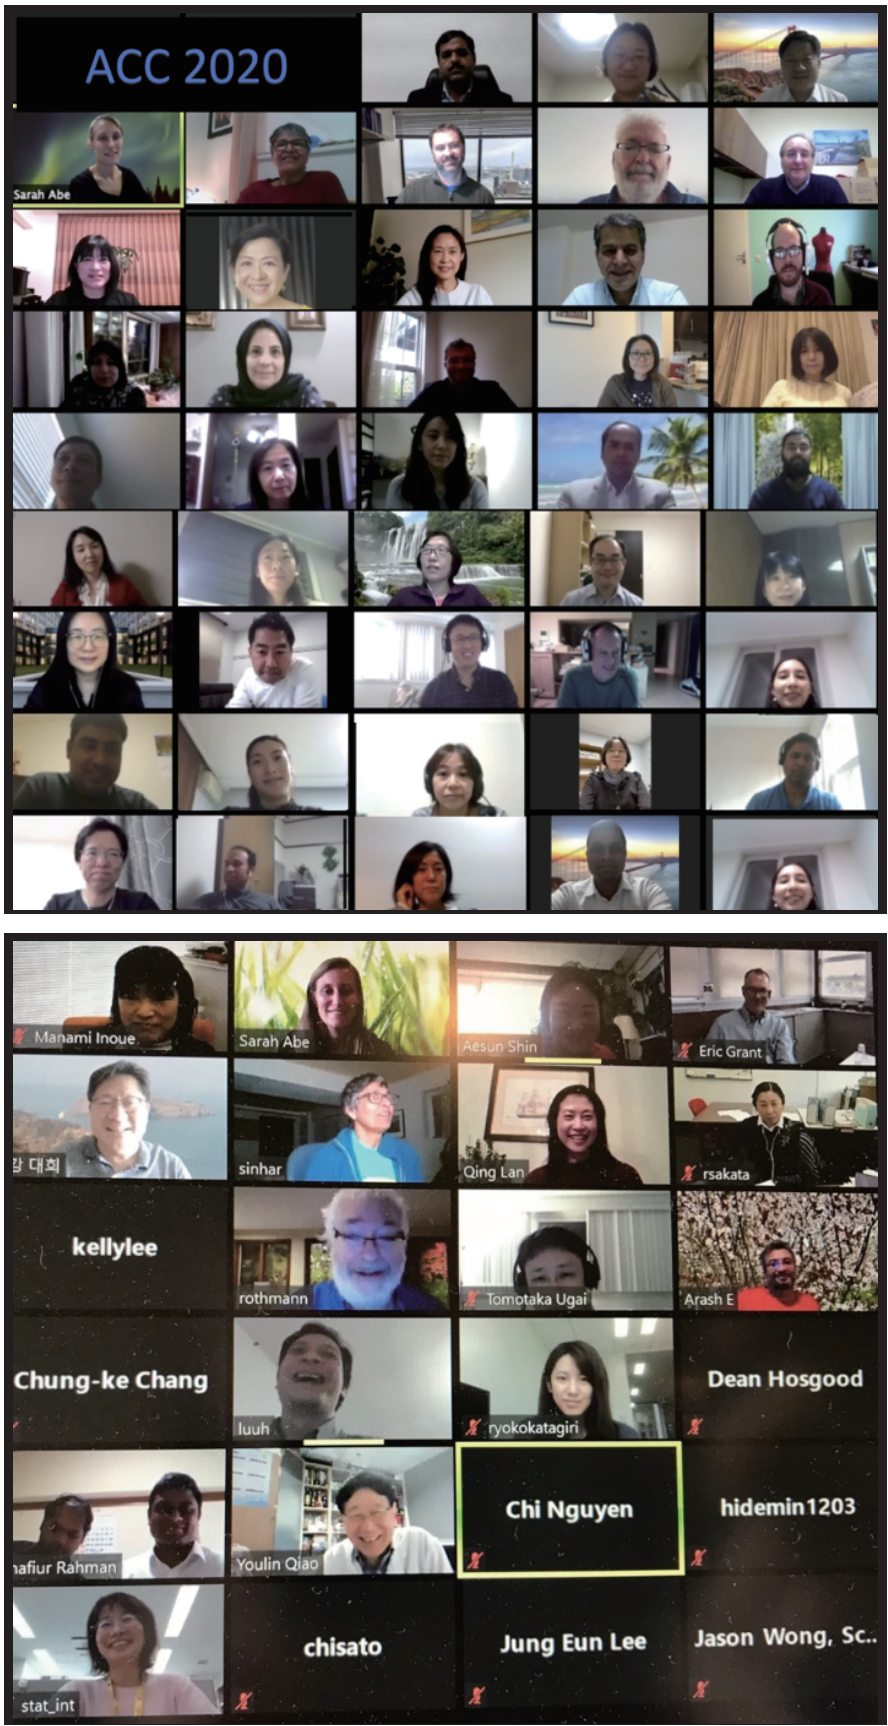 ACC 2020
Sarah Abe
Manami Inoue
Sarah Abe
Aesun Shin
Eric Grant
강 대희
sinhar
Qing Lan
rsakata
kellylee
rothmann
Tomotaka Ugai
Arash E
Chung-ke Chang
luuh
ryokokatagiri
Dean Hosgood
hafiur Rahman
Youlin Qiao
Chi Nguyen
hidemin1203
stat_int
chisato
Jung Eun Lee
Jason Wong, Sc..